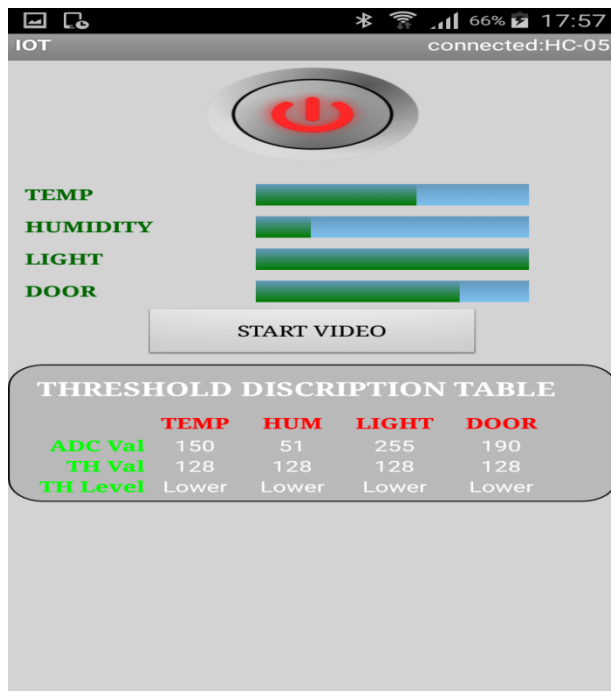 66% 17:57
IOT connected:HC-05
TEMP
HUMIDITY
LIGHT
DOOR
START VIDEO
THRESHOLD DISCRIPTION TABLE
TEMP HUM LIGHT DOOR
ADC Val 150 51 255 190
TH Val 128 128 128 128
TH Level Lower Lower Lower Lower